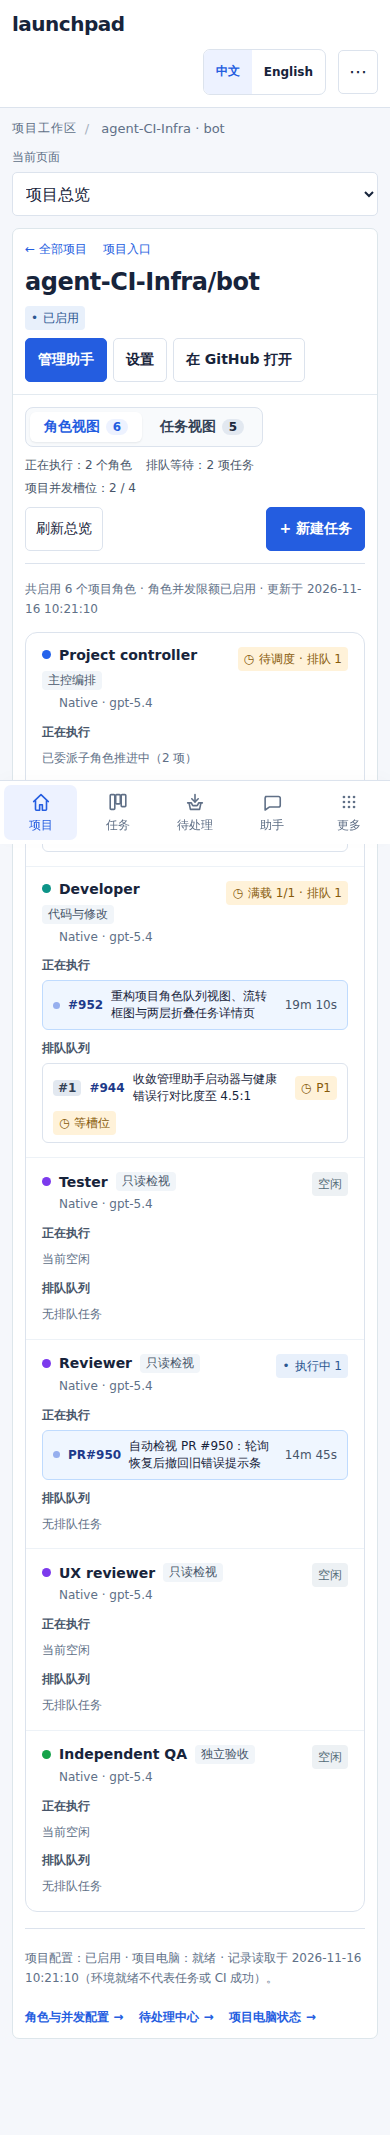 launchpad
中文 English ⋯
项目工作区 / agent-CI-Infra · bot
当前页面
项目总览
← 全部项目 项目入口
agent-CI-Infra/bot
• 已启用
管理助手 设置 在 GitHub 打开
角色视图 6 任务视图 5
正在执行：2 个角色 排队等待：2 项任务
项目并发槽位：2 / 4
刷新总览 + 新建任务
共启用 6 个项目角色 · 角色并发限额已启用 · 更新于 2026-11-
16 10:21:10
Project controller ◷ 待调度 · 排队 1
主控编排
Native · gpt-5.4
正在执行
已委派子角色推进中（2 项）
项目 任务 待处理 助手 更多
Developer ◷ 满载 1/1 · 排队 1
代码与修改
Native · gpt-5.4
正在执行
#952 重构项目角色队列视图、流转 19m 10s
框图与两层折叠任务详情页
排队队列
#1 #944 收敛管理助手启动器与健康 ◷ P1
错误行对比度至 4.5:1
◷ 等槽位
Tester 只读检视 空闲
Native · gpt-5.4
正在执行
当前空闲
排队队列
无排队任务
Reviewer 只读检视 • 执行中 1
Native · gpt-5.4
正在执行
PR#950 自动检视 PR #950：轮询 14m 45s
恢复后撤回旧错误提示条
排队队列
无排队任务
UX reviewer 只读检视 空闲
Native · gpt-5.4
正在执行
当前空闲
排队队列
无排队任务
Independent QA 独立验收 空闲
Native · gpt-5.4
正在执行
当前空闲
排队队列
无排队任务
项目配置：已启用 · 项目电脑：就绪 · 记录读取于 2026-11-16
10:21:10（环境就绪不代表任务或 CI 成功）。
角色与并发配置 → 待处理中心 → 项目电脑状态 →